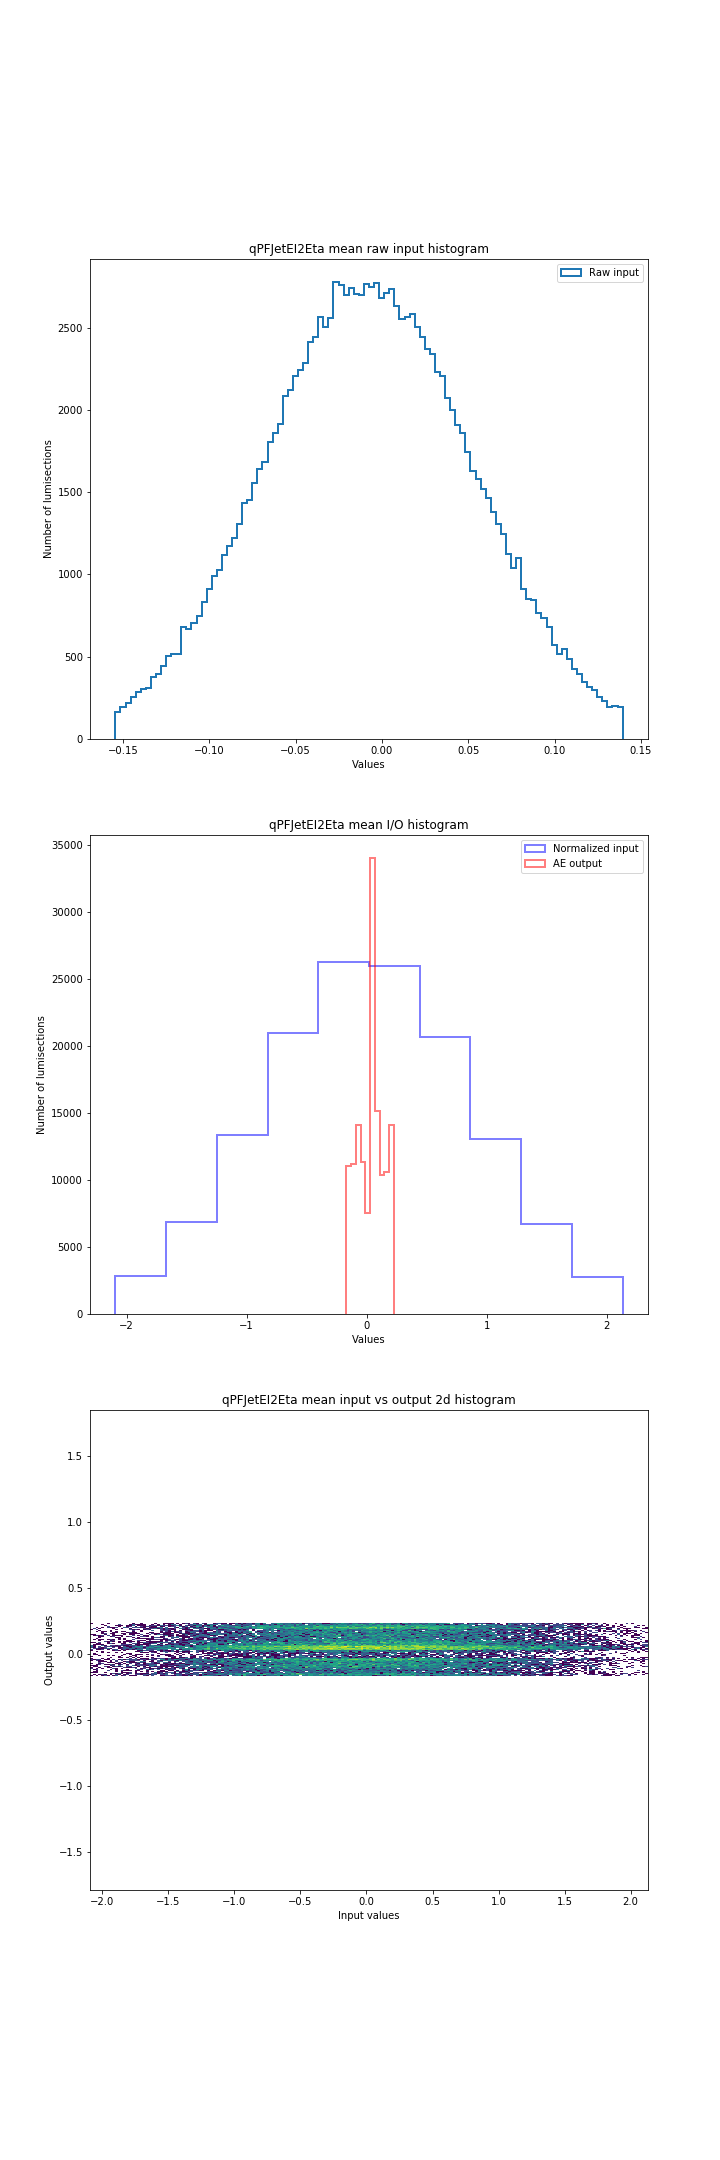 qPFJetEI2Eta mean raw input histogram
Raw input
2500
2000
1500
1000
500
0
Number of lumisections
−0.15 −0.10 −0.05 0.00 0.05 0.10 0.15
Values
qPFJetEI2Eta mean I/O histogram
Normalized input
AE output
35000
30000
25000
20000
15000
10000
5000
0
Number of lumisections
−2 −1 0 1 2
Values
qPFJetEI2Eta mean input vs output 2d histogram
1.5
1.0
0.5
0.0
−0.5
−1.0
−1.5
Output values
−2.0 −1.5 −1.0 −0.5 0.0 0.5 1.0 1.5 2.0
Input values